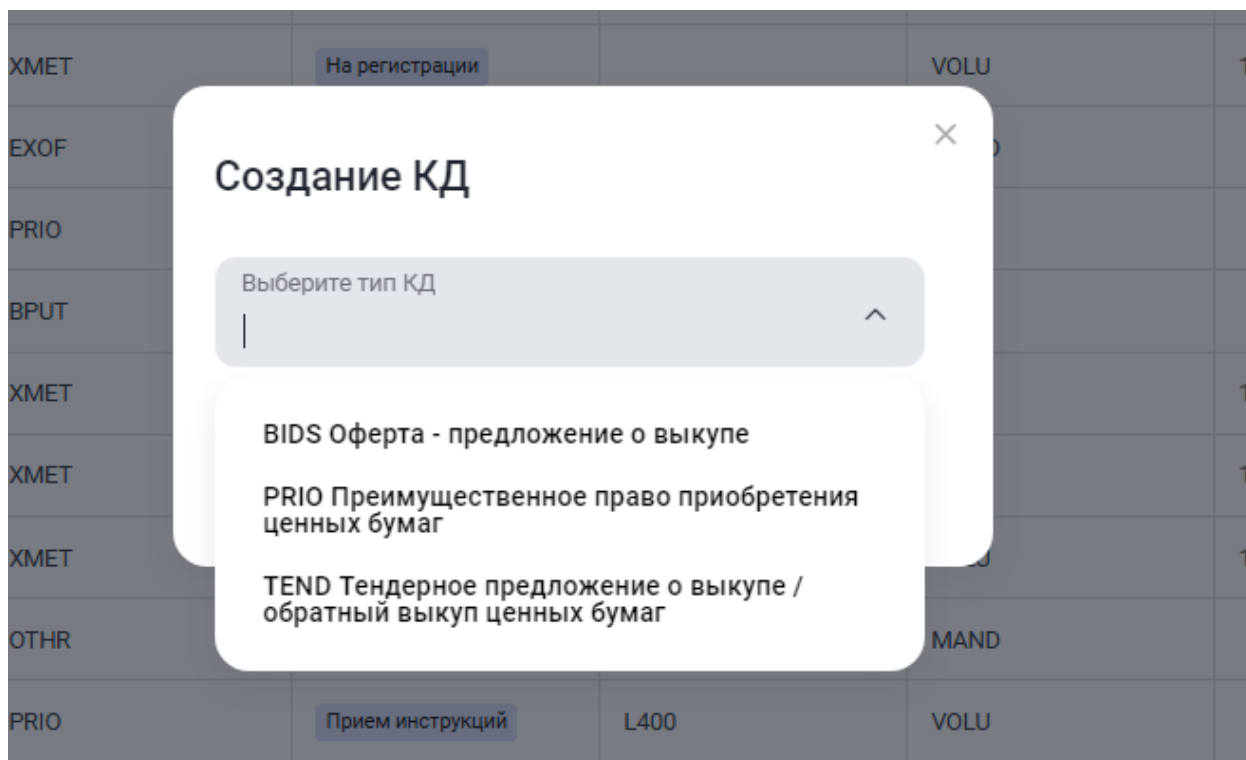 XMET На регистрации VOLU
EXOF
Создание КД
PRIO
Выберите тип КД
BPUT
XMET
BIDS Оферта - предложение о выкупе
XMET
PRIO Преимущественное право приобретения
ценных бумаг
XMET
TEND Тендерное предложение о выкупе /
обратный выкуп ценных бумаг
OTHR MAND
PRIO Прием инструкций L400 VOLU